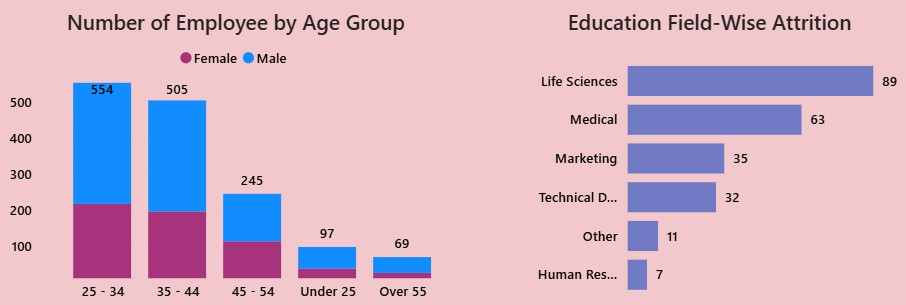 Number of Employee by Age Group
Female Male
554
505
245
97
69
500
400
300
200
100
25 - 34 35 - 44 45 - 54 Under 25 Over 55
Education Field-Wise Attrition
Life Sciences 89
Medical 63
Marketing 35
Technical D... 32
Other 11
Human Res... 7